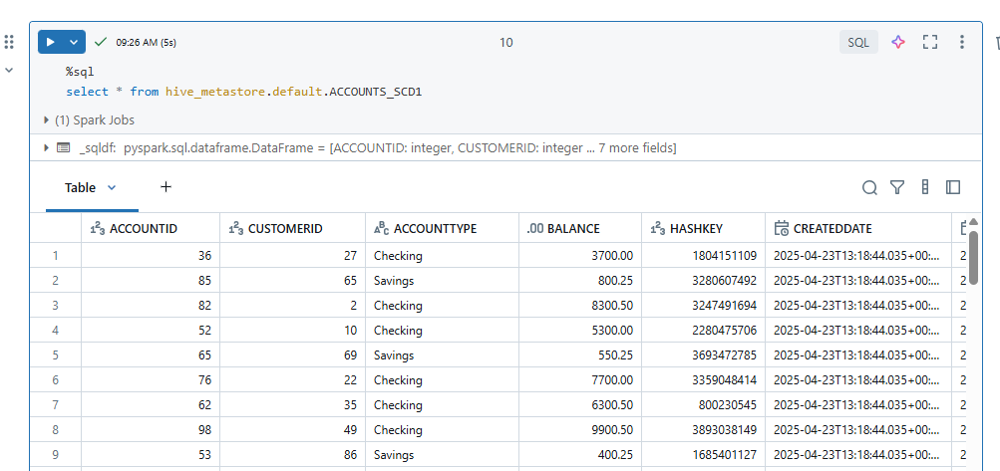 09:26 AM (5s)
10
SQL
%sql
select * from hive_metastore.default.ACCOUNTS_SCD1
(1) Spark Jobs
_sqldf: pyspark.sql.dataframe.DataFrame = [ACCOUNTID: integer, CUSTOMERID: integer ... 7 more fields]
Table
+
ACCOUNTID CUSTOMERID ACCOUNTTYPE BALANCE HASHKEY CREATEDDATE
1 36 27 Checking 3700.00 1804151109 2025-04-23T13:18:44.035+00:... 2
2 85 65 Savings 800.25 3280607492 2025-04-23T13:18:44.035+00:... 2
3 82 2 Checking 8300.50 3247491694 2025-04-23T13:18:44.035+00:... 2
4 52 10 Checking 5300.00 2280475706 2025-04-23T13:18:44.035+00:... 2
5 65 69 Savings 550.25 3693472785 2025-04-23T13:18:44.035+00:... 2
6 76 22 Checking 7700.00 3359048414 2025-04-23T13:18:44.035+00:... 2
7 62 35 Checking 6300.50 800230545 2025-04-23T13:18:44.035+00:... 2
8 98 49 Checking 9900.50 3893038149 2025-04-23T13:18:44.035+00:... 2
9 53 86 Savings 400.25 1685401127 2025-04-23T13:18:44.035+00:... 2